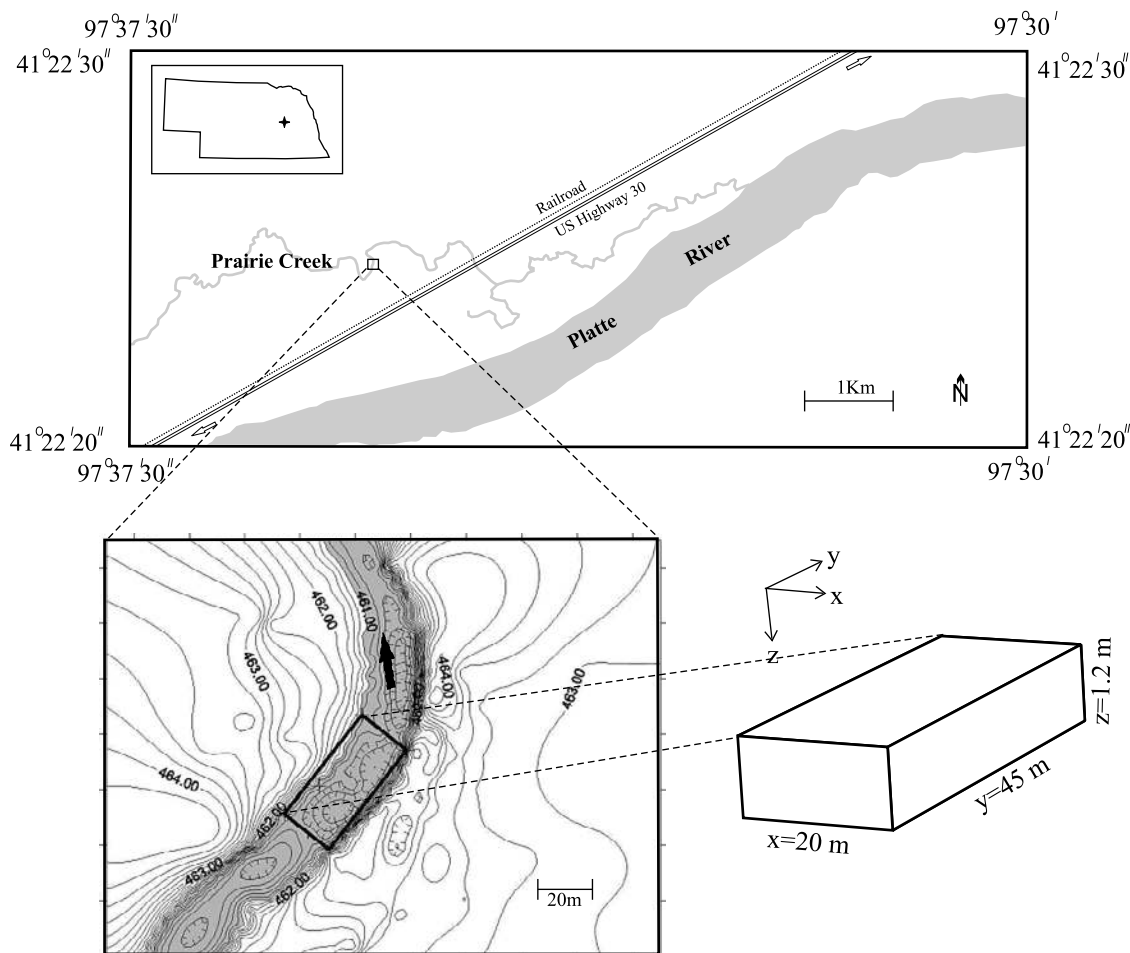 97°37'30''
97°30'
41°22'30''
41°22'30''
Railroad
US Highway 30
Prairie Creek
River
Platte
1Km
N
41°22'20''
41°22'20''
97°37'30''
97°30'
y
x
z
462.00
461.00
463.00
464.00
463.00
464.00
462.00
463.00
462.00
20m
z=1.2 m
y=45 m
x=20 m